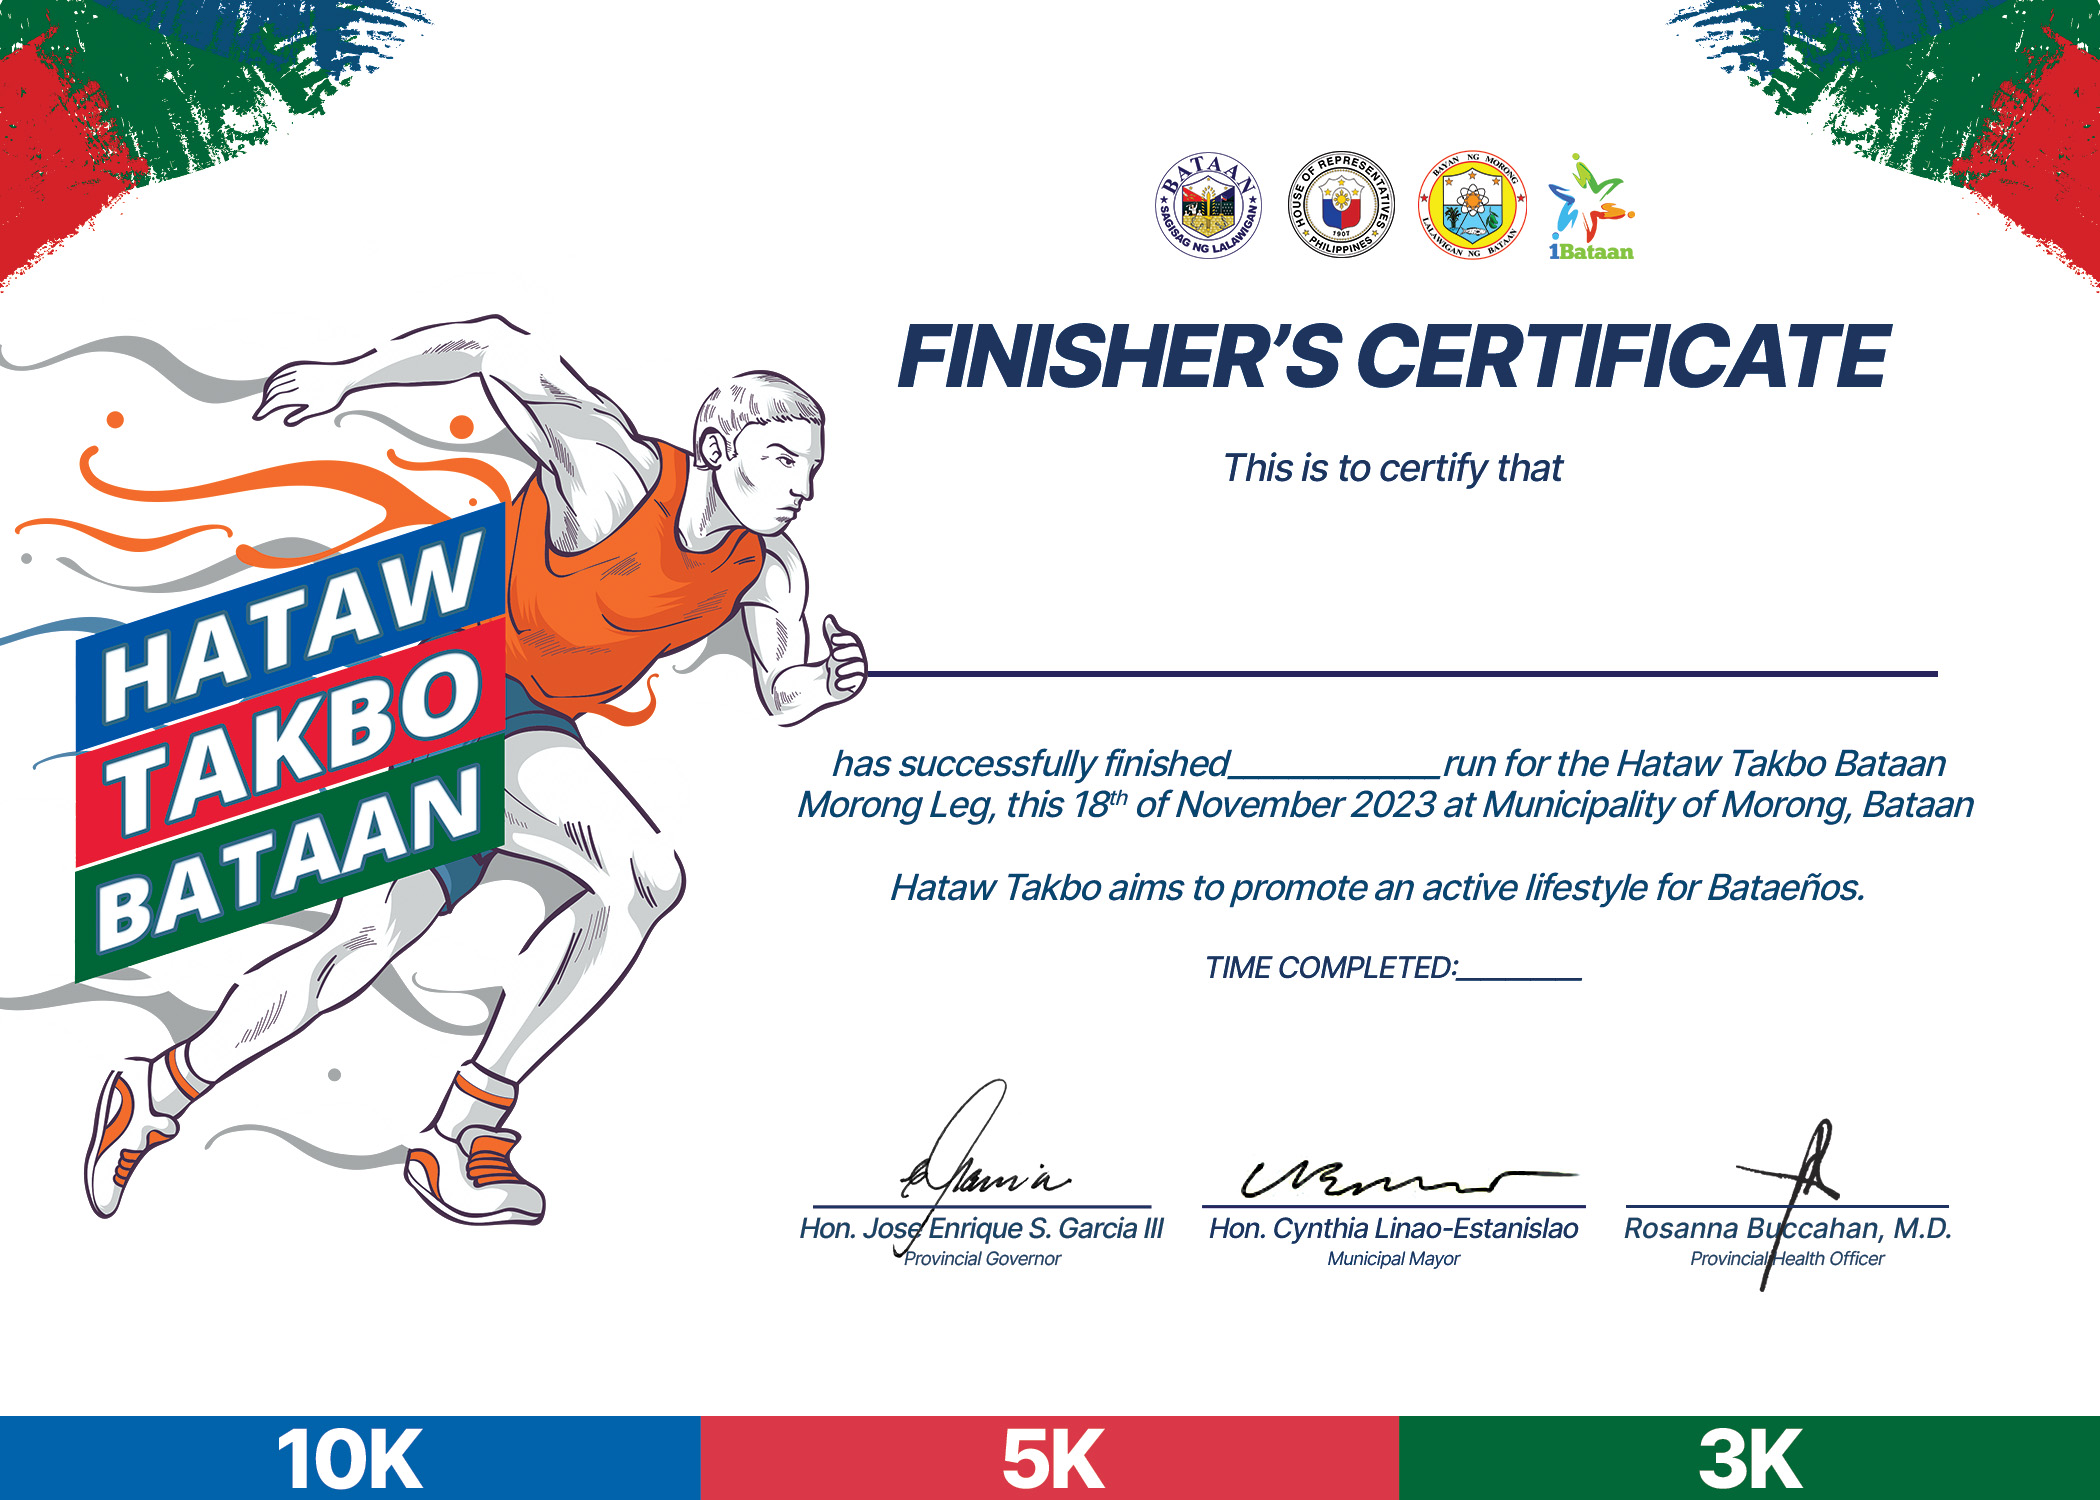 BATAAN
SAGISAG NG LALAWIGAN
HOUSE OF REPRESENTATIVES
1907
PHILIPPINES
BAYAN NG MORONG
LALAWIGAN NG BATAAN
1Bataan
FINISHER'S CERTIFICATE
This is to certify that
HATAW
TAKBO
BATAAN
has successfully finished____________run for the Hataw Takbo Bataan
Morong Leg, this 18th of November 2023 at Municipality of Morong, Bataan
Hataw Takbo aims to promote an active lifestyle for Bataeños.
TIME COMPLETED:________
Hon. Jose Enrique S. Garcia III
Provincial Governor
Hon. Cynthia Linao-Estanislao
Municipal Mayor
Rosanna Buccahan, M.D.
Provincial Health Officer
10K
5K
3K